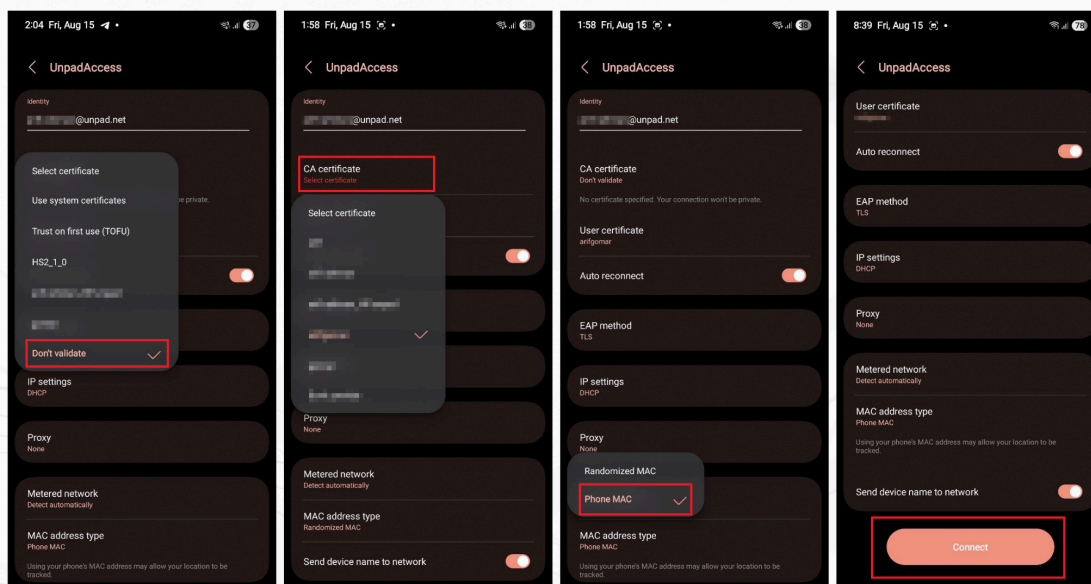 2:04 Fri, Aug 15
37
UnpadAccess
Identity
@unpad.net
Select certificate
Use system certificates
be private.
Trust on first use (TOFU)
HS2_1_0
Don't validate
IP settings
DHCP
Proxy
None
Metered network
Detect automatically
MAC address type
Phone MAC
Using your phone's MAC address may allow your location to be
tracked.
1:58 Fri, Aug 15
38
UnpadAccess
Identity
@unpad.net
CA certificate
Select certificate
Select certificate
Proxy
None
Metered network
Detect automatically
MAC address type
Randomized MAC
Send device name to network
1:58 Fri, Aug 15
38
UnpadAccess
Identity
@unpad.net
CA certificate
Don't validate
No certificate specified. Your connection won't be private.
User certificate
arifgomar
Auto reconnect
EAP method
TLS
IP settings
DHCP
Proxy
None
Randomized MAC
Phone MAC
MAC address type
Phone MAC
Using your phone's MAC address may allow your location to be
tracked.
8:39 Fri, Aug 15
78
UnpadAccess
User certificate
Auto reconnect
EAP method
TLS
IP settings
DHCP
Proxy
None
Metered network
Detect automatically
MAC address type
Phone MAC
Using your phone's MAC address may allow your location to be
tracked.
Send device name to network
Connect